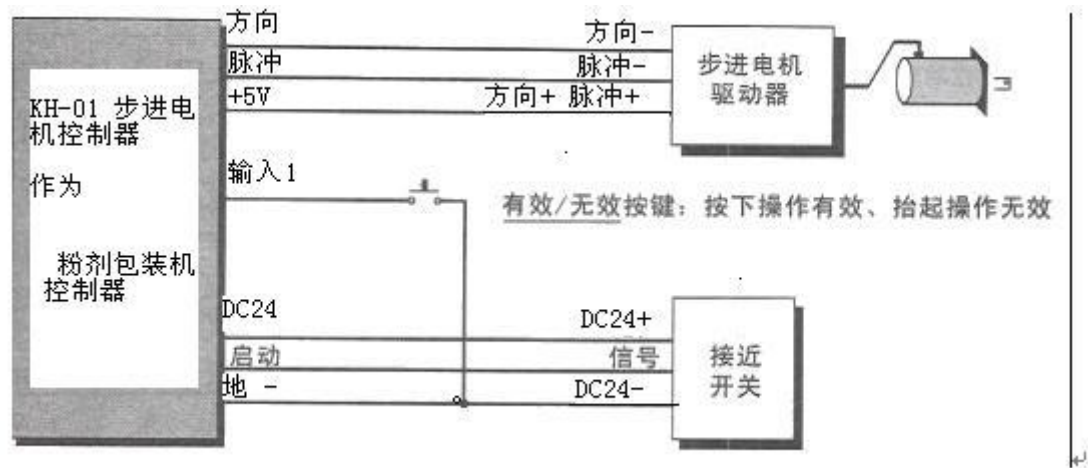 方向
方向-
脉冲
脉冲-
+5V
方向+ 脉冲+
步进电机
驱动器
KH-01 步进电
机控制器
作为
粉剂包装机
控制器
输入1
有效/无效按键：按下操作有效、抬起操作无效
DC24
DC24+
启动
信号
地 -
DC24-
接近
开关